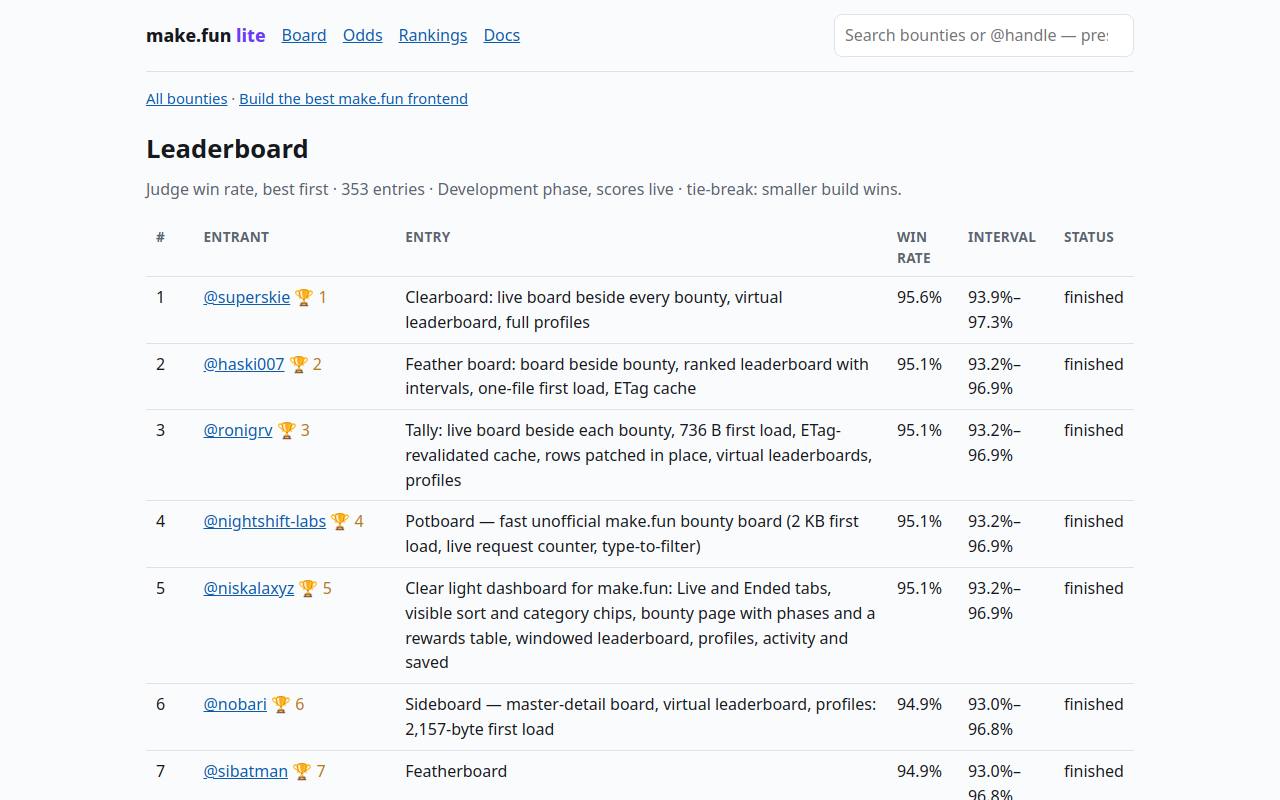 make.fun lite Board Odds Rankings Docs Search bounties or @handle — pres
All bounties · Build the best make.fun frontend
Leaderboard
Judge win rate, best first · 353 entries · Development phase, scores live · tie-break: smaller build wins.
# ENTRANT ENTRY WIN RATE INTERVAL STATUS
1 @superskie 🏆 1 Clearboard: live board beside every bounty, virtual 95.6% 93.9%– finished
leaderboard, full profiles 97.3%
2 @haski007 🏆 2 Feather board: board beside bounty, ranked leaderboard with 95.1% 93.2%– finished
intervals, one-file first load, ETag cache 96.9%
3 @ronigrv 🏆 3 Tally: live board beside each bounty, 736 B first load, ETag- 95.1% 93.2%– finished
revalidated cache, rows patched in place, virtual leaderboards, 96.9%
profiles
4 @nightshift-labs 🏆 4 Potboard — fast unofficial make.fun bounty board (2 KB first 95.1% 93.2%– finished
load, live request counter, type-to-filter) 96.9%
5 @niskalaxyz 🏆 5 Clear light dashboard for make.fun: Live and Ended tabs, 95.1% 93.2%– finished
visible sort and category chips, bounty page with phases and a 96.9%
rewards table, windowed leaderboard, profiles, activity and
saved
6 @nobari 🏆 6 Sideboard — master-detail board, virtual leaderboard, profiles: 94.9% 93.0%– finished
2,157-byte first load 96.8%
7 @sibatman 🏆 7 Featherboard 94.9% 93.0%– finished
96.8%